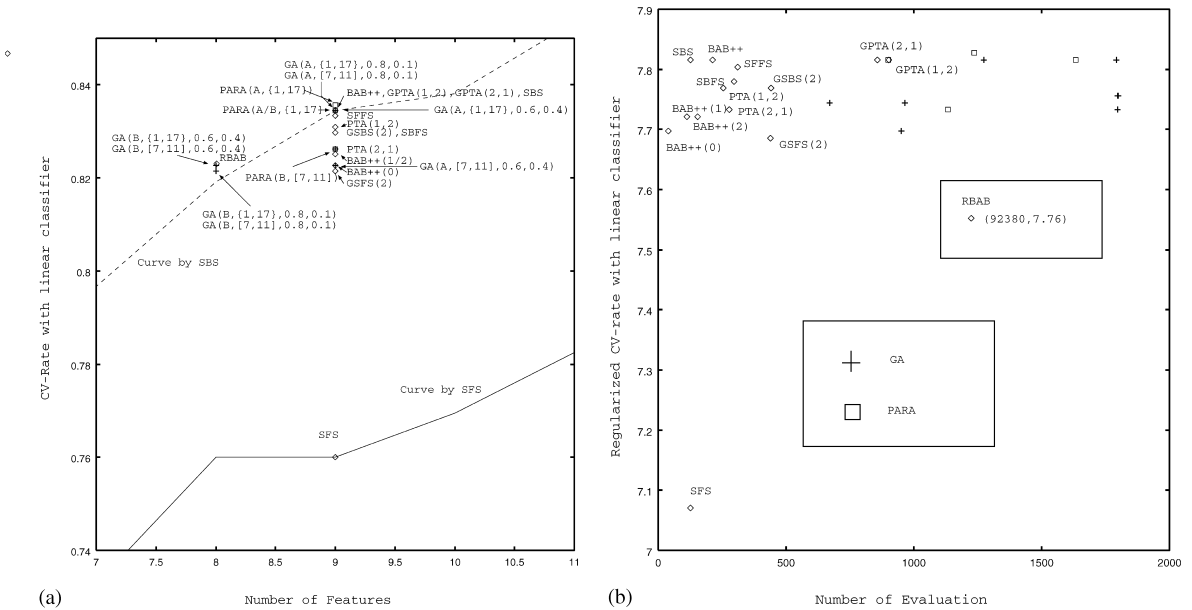 0.84
0.82
0.8
0.78
0.76
0.74
CV-Rate with linear classifier
GA(A,{1,17},0.8,0.1)
GA(A,[7,11],0.8,0.1)
PARA(A,{1,17)
BAB++,GPTA(1,2),GPTA(2,1),SBS
PARA(A/B,{1,17)
GA(A,{1,17},0.6,0.4)
SFFS
PTA(1,2)
GSBS(2),SBFS
GA(B,{1,17},0.6,0.4)
GA(B,[7,11],0.6,0.4)
RBAB
PTA(2,1)
BAB++(1/2)
GA(A,[7,11],0.6,0.4)
BAB++(0)
PARA(B,[7,11])
GSFS(2)
GA(B,{1,17},0.8,0.1)
GA(B,[7,11],0.8,0.1)
Curve by SBS
Curve by SFS
SFS
7 7.5 8 8.5 9 9.5 10 10.5 11
(a)
Number of Features
7.9
7.8
7.7
7.6
7.5
7.4
7.3
7.2
7.1
7
Regularized CV-rate with linear classifier
SBS
BAB++
SFFS
GPTA(2,1)
GPTA(1,2)
SBFS
GSBS(2)
PTA(1,2)
BAB++(1)
PTA(2,1)
BAB++(2)
BAB++(0)
GSFS(2)
RBAB
(92380,7.76)
GA
PARA
SFS
0 500 1000 1500 2000
(b)
Number of Evaluation